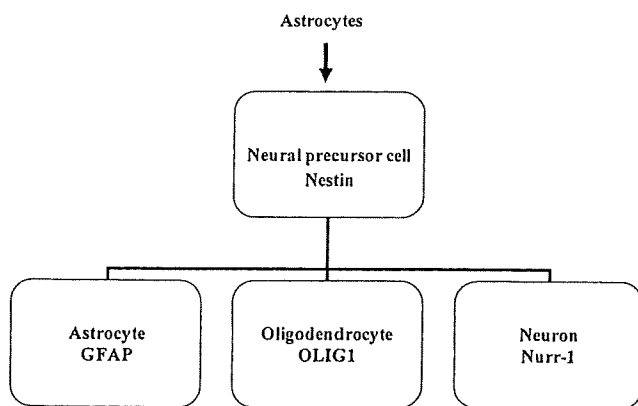 Astrocytes
Neural precursor cell
Nestin
Astrocyte
GFAP
Oligodendrocyte
OLIG1
Neuron
Nurr-1